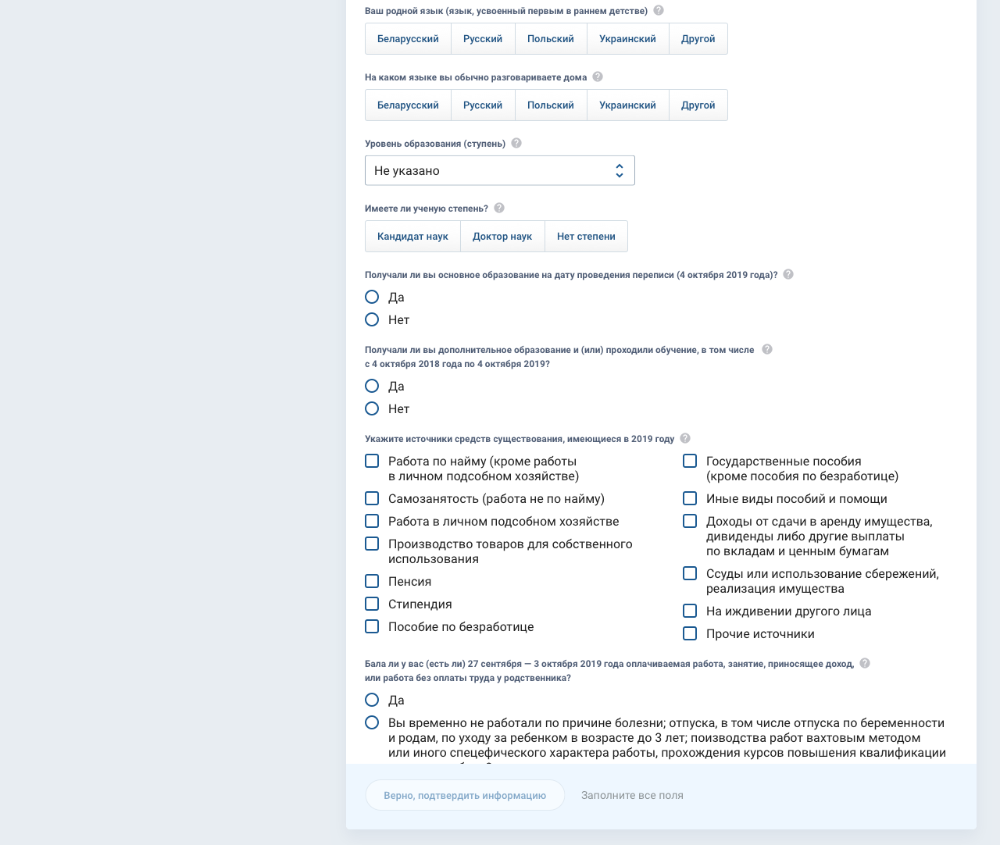 Ваш родной язык (язык, усвоенный первым в раннем детстве) ?
Беларусский Русский Польский Украинский Другой
На каком языке вы обычно разговариваете дома ?
Беларусский Русский Польский Украинский Другой
Уровень образования (ступень) ?
Не указано
Имеете ли ученую степень? ?
Кандидат наук Доктор наук Нет степени
Получали ли вы основное образование на дату проведения переписи (4 октября 2019 года)? ?
Да
Нет
Получали ли вы дополнительное образование и (или) проходили обучение, в том числе ?
с 4 октября 2018 года по 4 октября 2019?
Да
Нет
Укажите источники средств существования, имеющиеся в 2019 году ?
Работа по найму (кроме работы
в личном подсобном хозяйстве)
Самозанятость (работа не по найму)
Работа в личном подсобном хозяйстве
Производство товаров для собственного
использования
Пенсия
Стипендия
Пособие по безработице
Государственные пособия
(кроме пособия по безработице)
Иные виды пособий и помощи
Доходы от сдачи в аренду имущества,
дивиденды либо другие выплаты
по вкладам и ценным бумагам
Ссуды или использование сбережений,
реализация имущества
На иждивении другого лица
Прочие источники
Бала ли у вас (есть ли) 27 сентября — 3 октября 2019 года оплачиваемая работа, занятие, приносящее доход, ?
или работа без оплаты труда у родственника?
Да
Вы временно не работали по причине болезни; отпуска, в том числе отпуска по беременности
и родам, по уходу за ребенком в возрасте до 3 лет; поизводства работ вахтовым методом
или иного спецефического характера работы, прохождения курсов повышения квалификации
Верно, подтвердить информацию Заполните все поля